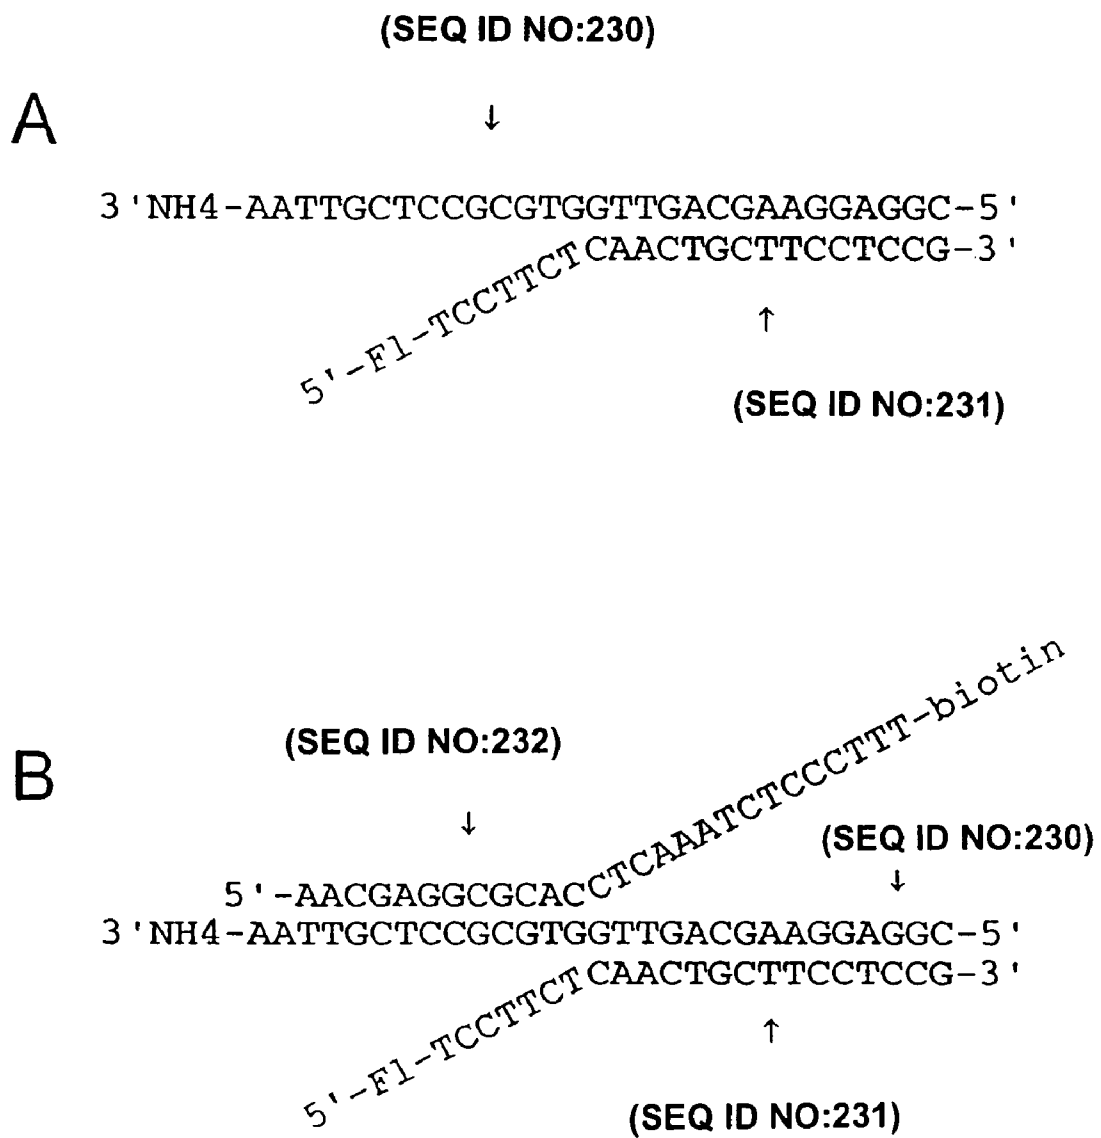 (SEQ ID NO:230)
A
↓
3'NH4-AATTGCTCCGCGTGGTTGACGAAGGAGGC-5'
CAACTGCTTCCTCCG-3'
5'-Fl-TCCTTCT
↑
(SEQ ID NO:231)
B
(SEQ ID NO:232)
↓
CTCAAATCTCCCTTT-biotin
(SEQ ID NO:230)
↓
5'-AACGAGGCGCAC
3'NH4-AATTGCTCCGCGTGGTTGACGAAGGAGGC-5'
CAACTGCTTCCTCCG-3'
5'-Fl-TCCTTCT
↑
(SEQ ID NO:231)